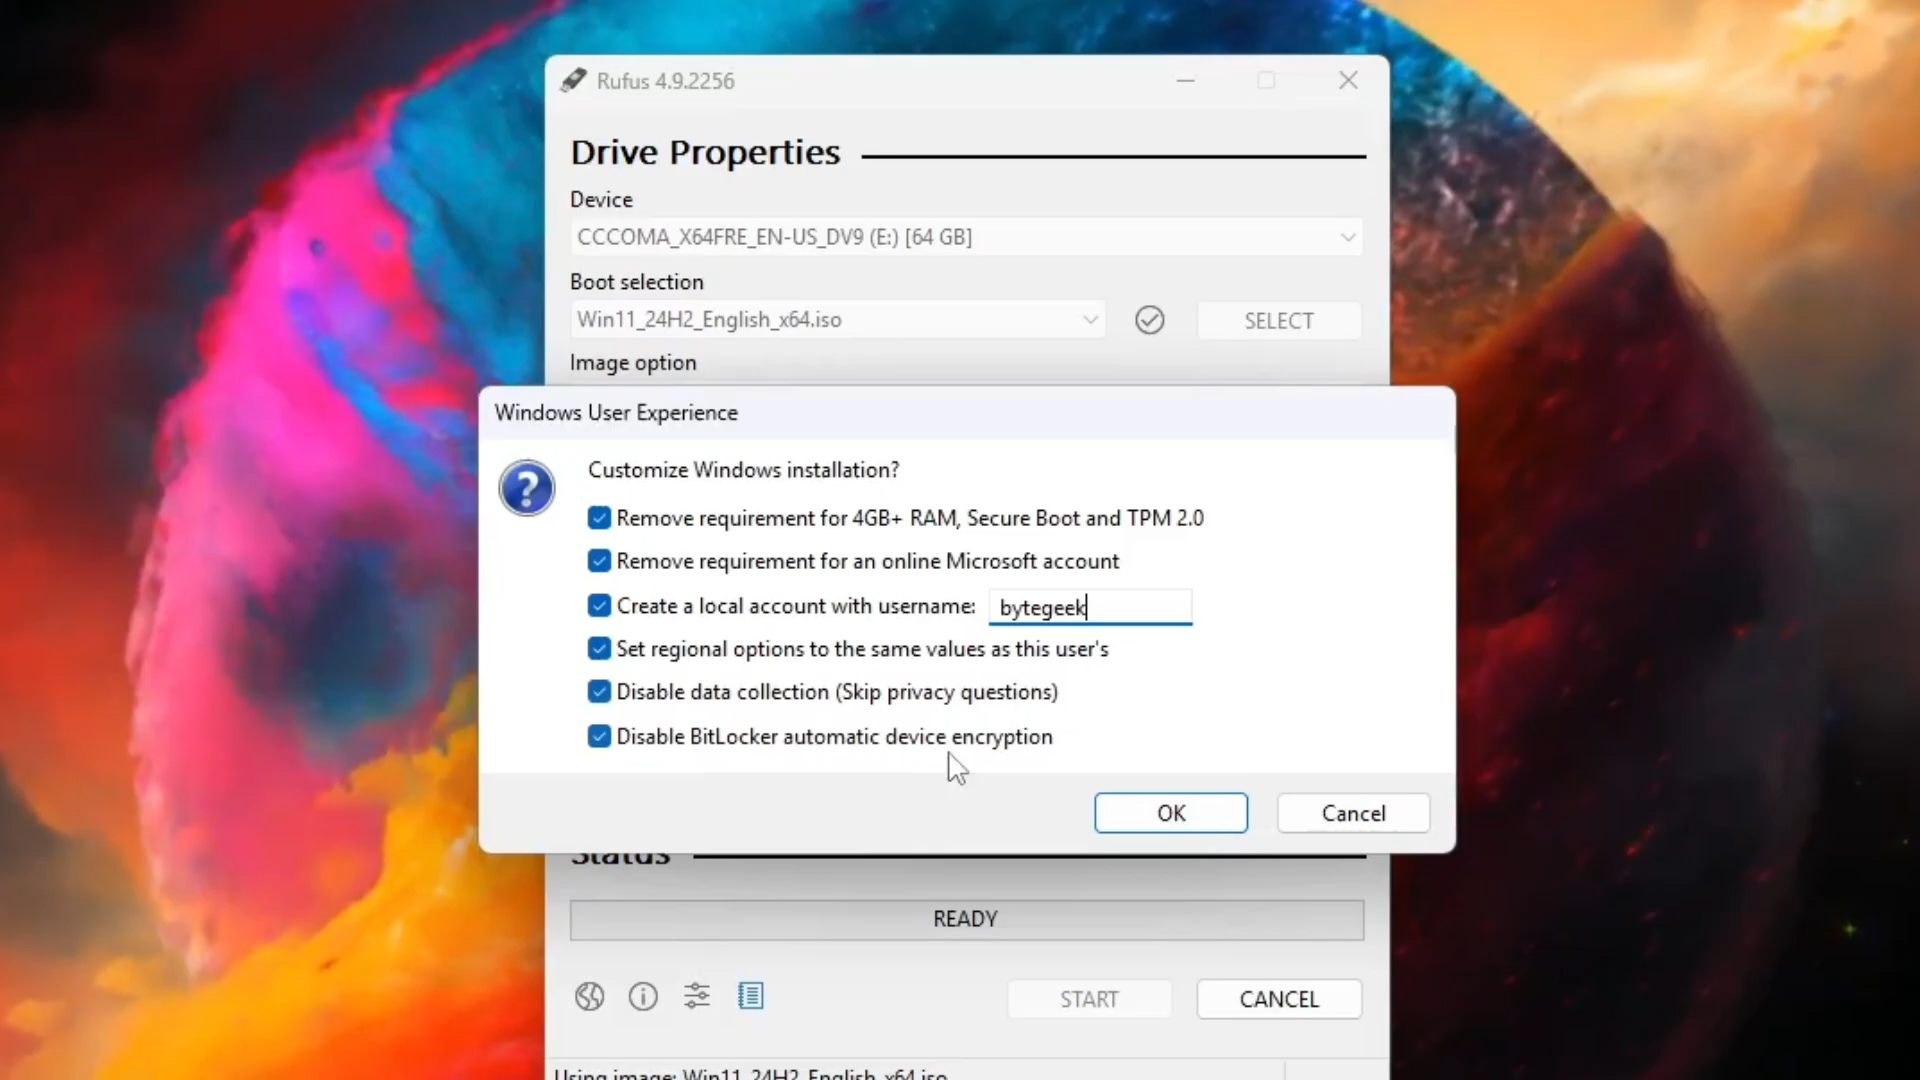 Rufus 4.9.2256
Drive Properties
Device
CCCOMA_X64FRE_EN-US_DV9 (E:) [64 GB]
Boot selection
Win11_24H2_English_x64.iso
SELECT
Image option
Windows User Experience
?
Customize Windows installation?
Remove requirement for 4GB+ RAM, Secure Boot and TPM 2.0
Remove requirement for an online Microsoft account
Create a local account with username: bytegeek
Set regional options to the same values as this user's
Disable data collection (Skip privacy questions)
Disable BitLocker automatic device encryption
OK Cancel
Status
READY
START CANCEL
Using image: Win11_24H2_English_x64.iso